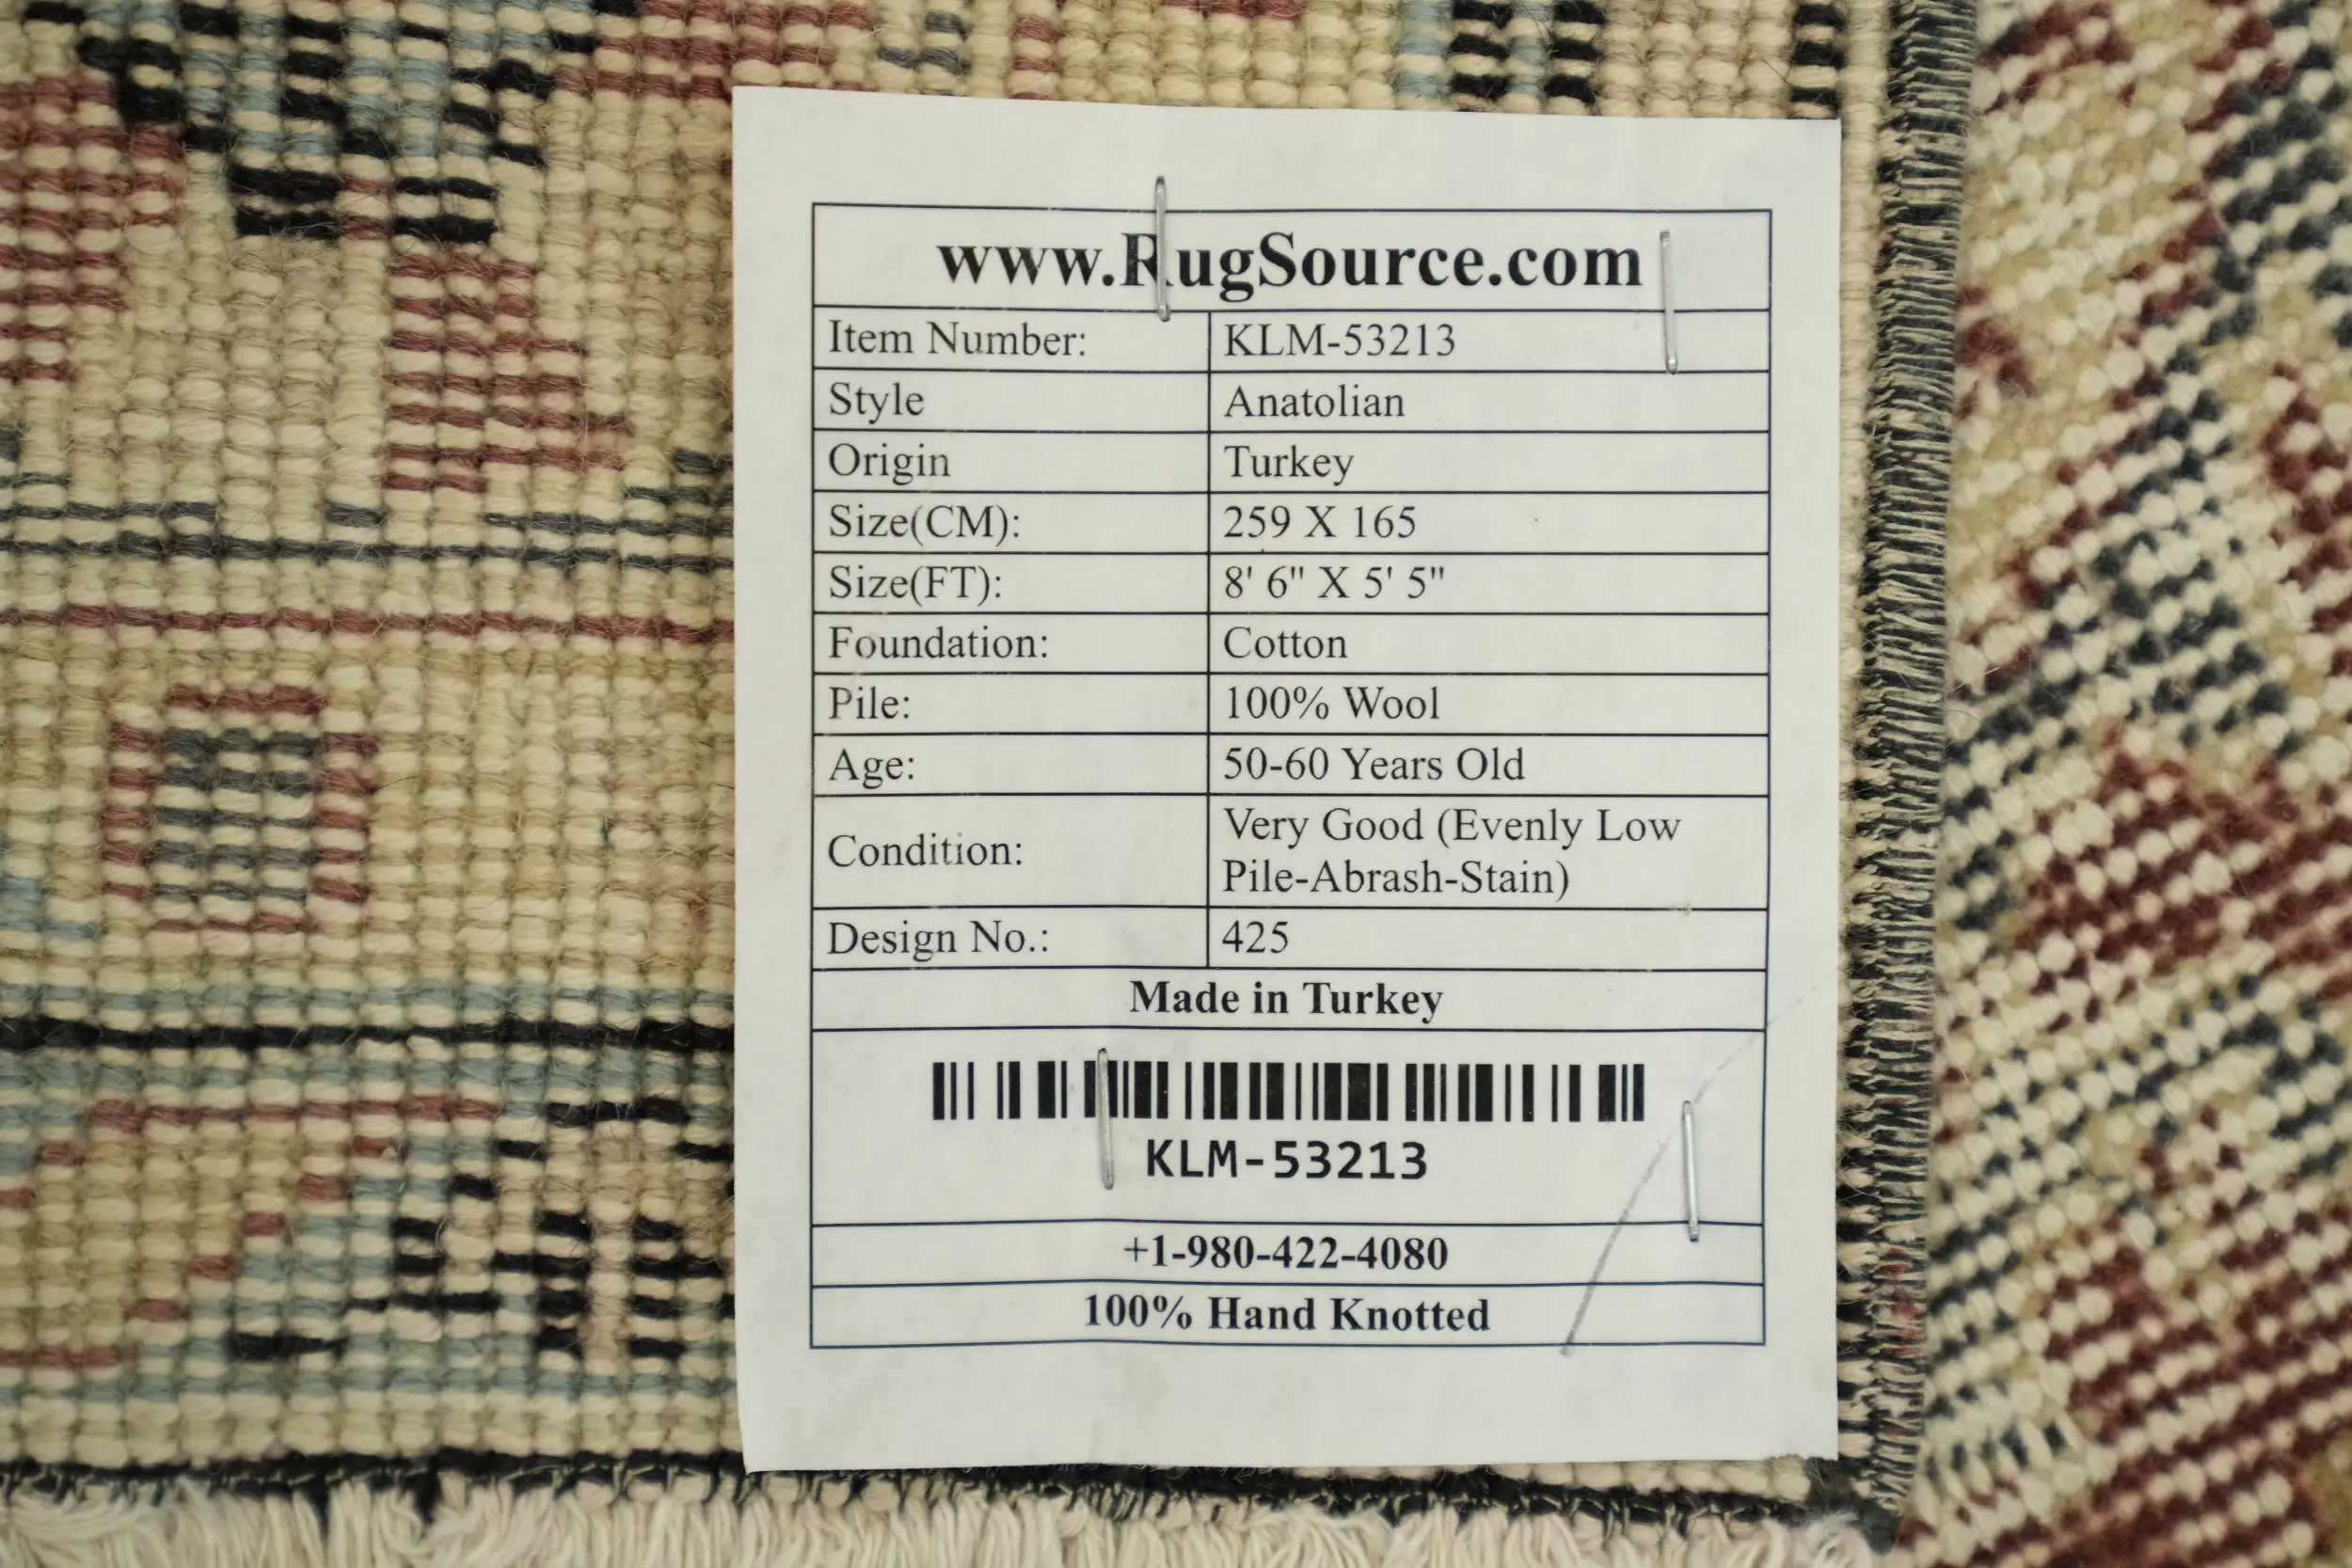 www.RugSource.com
Item Number: KLM-53213
Style Anatolian
Origin Turkey
Size(CM): 259 X 165
Size(FT): 8' 6" X 5' 5"
Foundation: Cotton
Pile: 100% Wool
Age: 50-60 Years Old
Condition: Very Good (Evenly Low
Pile-Abrash-Stain)
Design No.: 425
Made in Turkey
KLM-53213
+1-980-422-4080
100% Hand Knotted